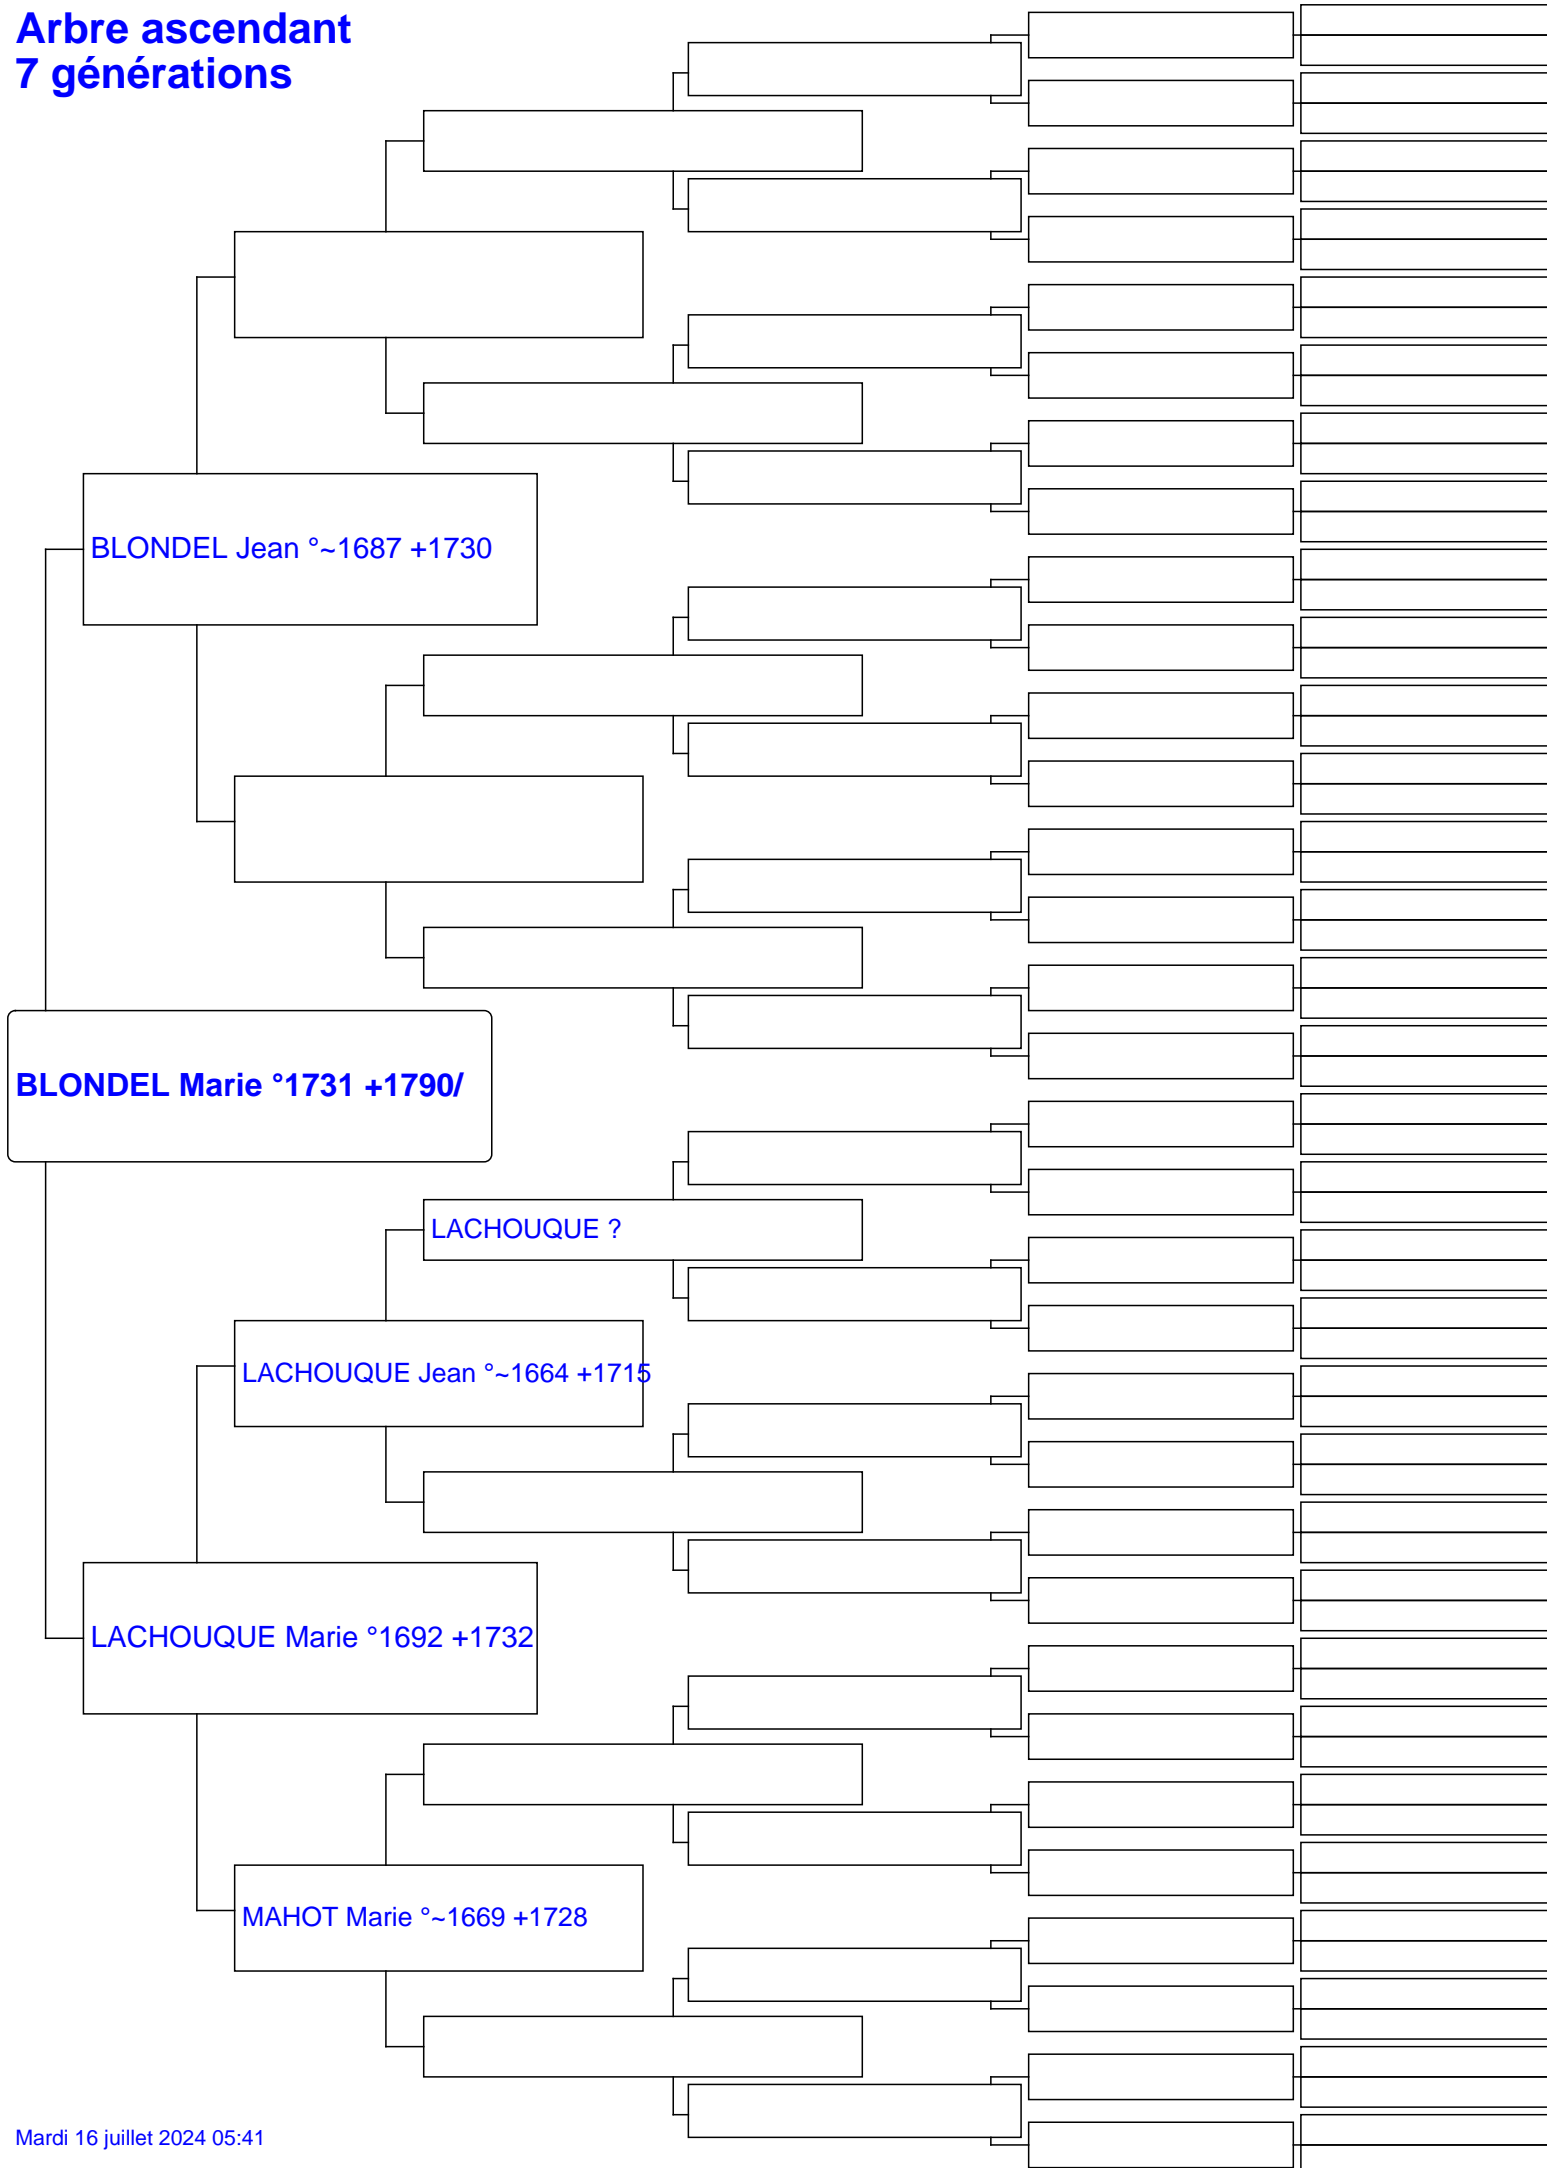 Arbre ascendant
7 générations
BLONDEL Jean °~1687 +1730
BLONDEL Marie °1731 +1790/
LACHOUQUE ?
LACHOUQUE Jean °~1664 +1715
LACHOUQUE Marie °1692 +1732
MAHOT Marie °~1669 +1728
Mardi 16 juillet 2024 05:41